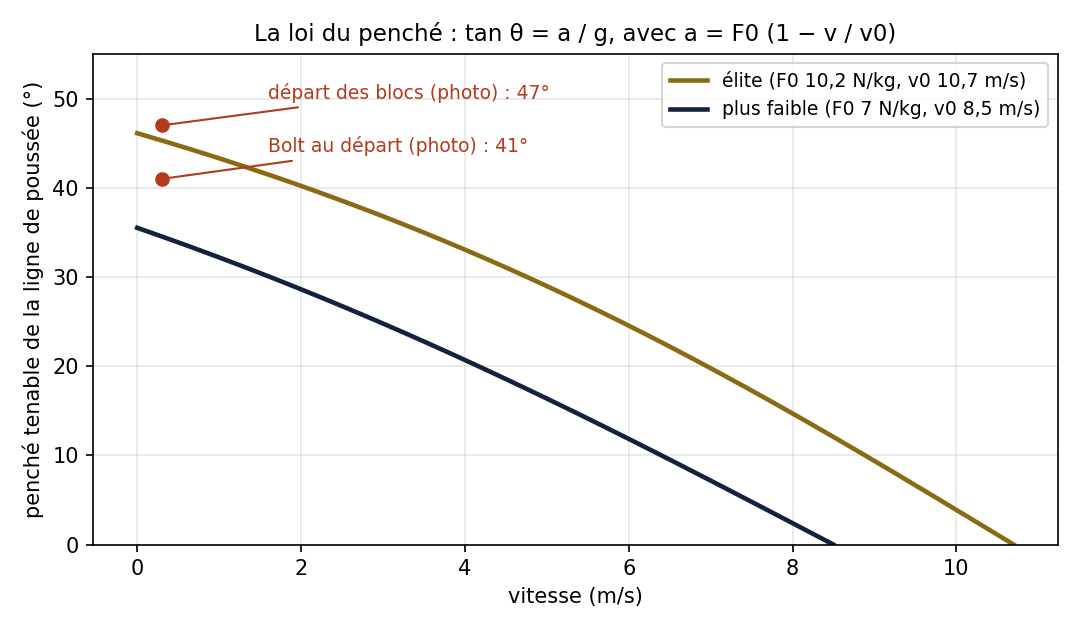 La loi du penché : tan θ = a / g, avec a = F0 (1 − v / v0)
penché tenable de la ligne de poussée (°)
50
40
30
20
10
0
départ des blocs (photo) : 47°
Bolt au départ (photo) : 41°
élite (F0 10,2 N/kg, v0 10,7 m/s)
plus faible (F0 7 N/kg, v0 8,5 m/s)
0 2 4 6 8 10
vitesse (m/s)